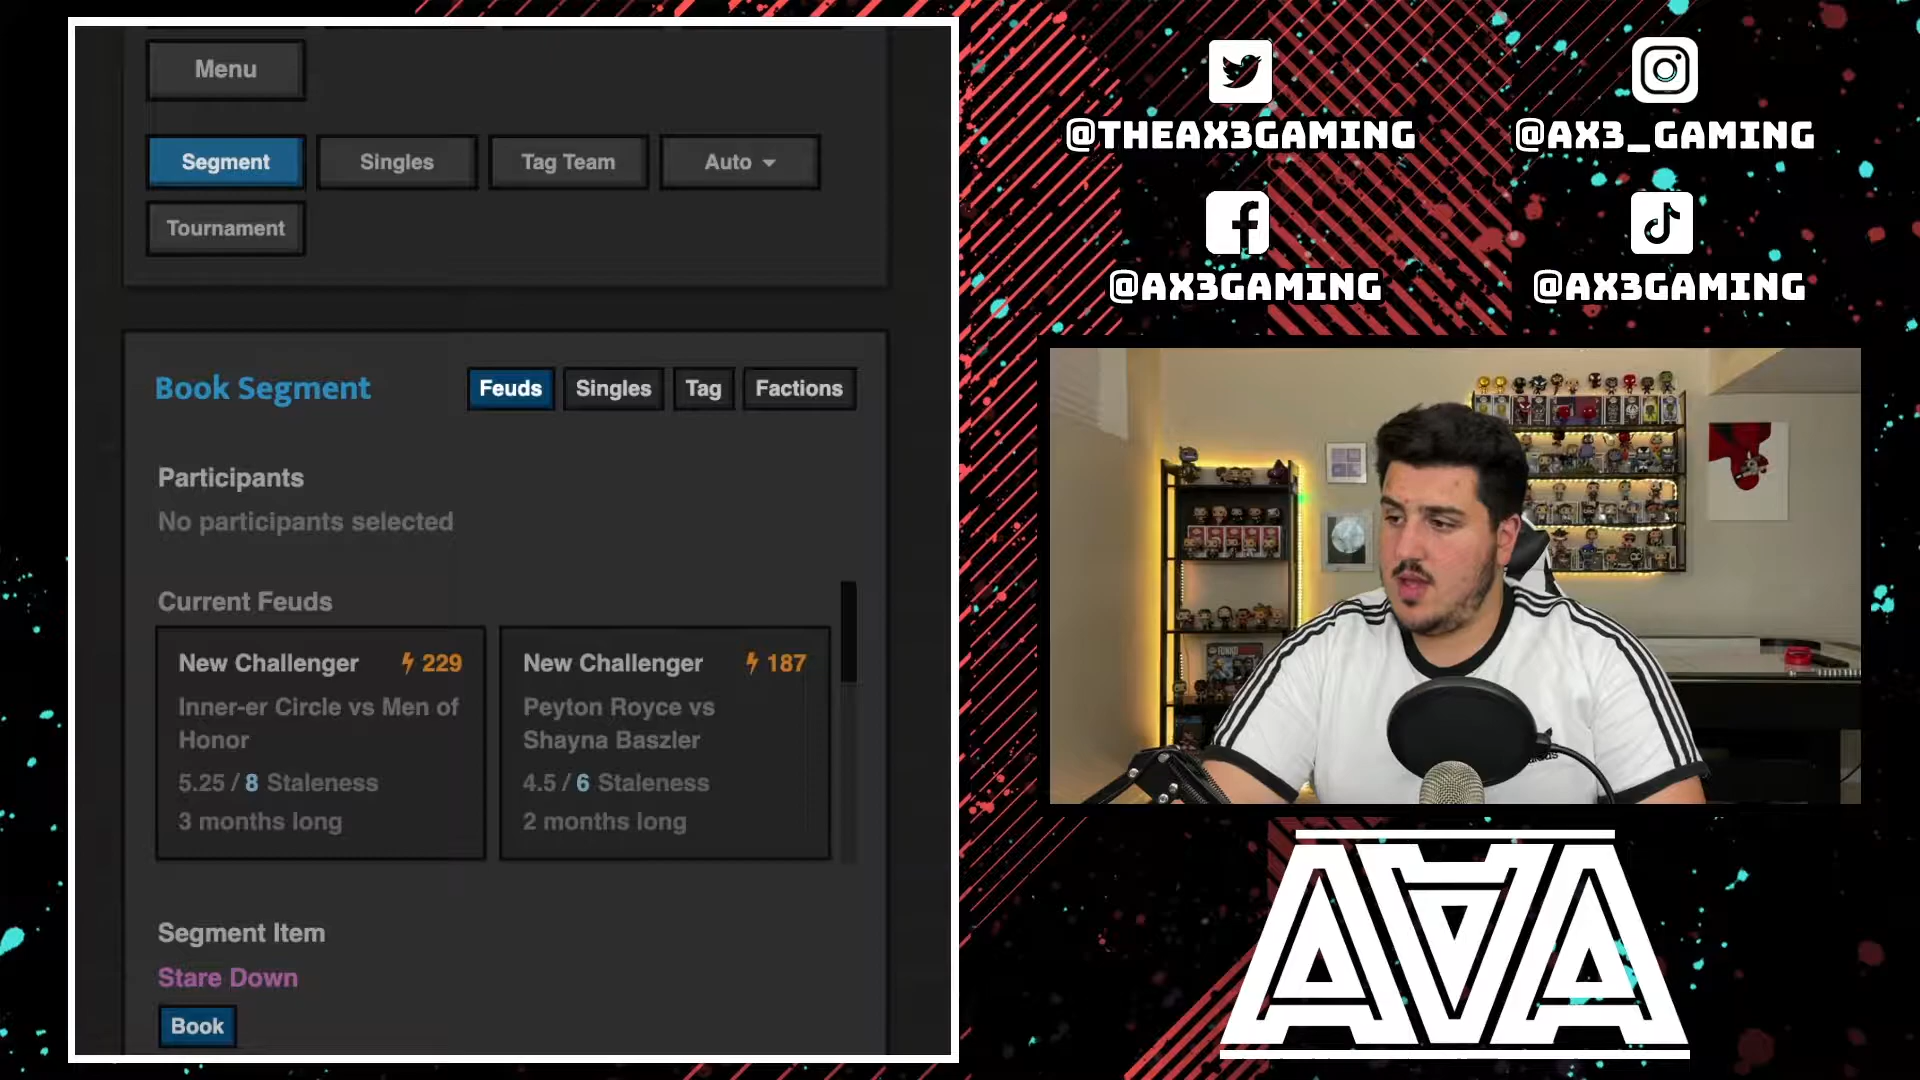 Menu
Segment
Singles
Tag Team
Auto
Tournament
Book Segment
Feuds
Singles
Tag
Factions
Participants
No participants selected
Current Feuds
New Challenger
229
Inner-er Circle vs Men of
Honor
5.25 / 8 Staleness
3 months long
New Challenger
187
Peyton Royce vs
Shayna Baszler
4.5 / 6 Staleness
2 months long
Segment Item
Stare Down
Book
@THEAX3GAMING
@AX3_GAMING
@AX3GAMING
@AX3GAMING